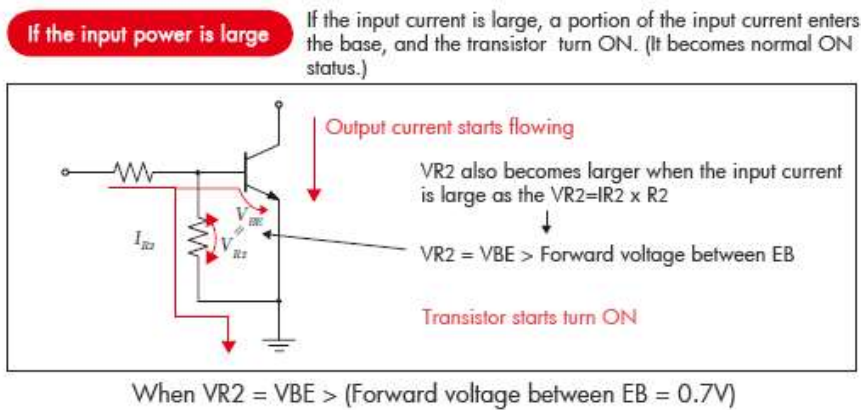 If the input power is large
If the input current is large, a portion of the input current enters
the base, and the transistor turn ON. (It becomes normal ON
status.)
Output current starts flowing
VR2 also becomes larger when the input current
is large as the VR2=IR2 x R2
VBE
=
IR2
VR2
VR2 = VBE > Forward voltage between EB
Transistor starts turn ON
When VR2 = VBE > (Forward voltage between EB = 0.7V)